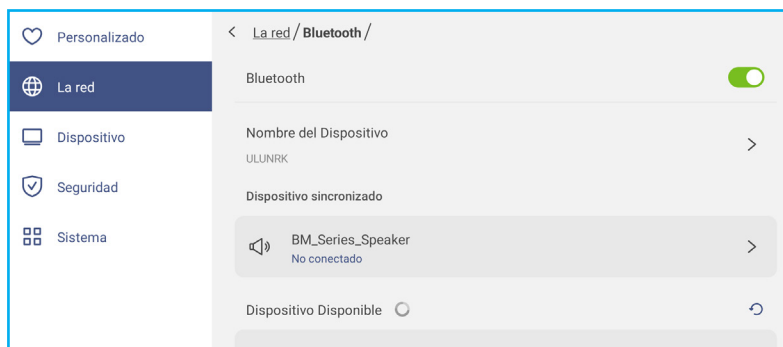 Personalizado
La red
Dispositivo
Seguridad
Sistema
La red / Bluetooth /
Bluetooth
Nombre del Dispositivo
ULUNRK
Dispositivo sincronizado
BM_Series_Speaker
No conectado
Dispositivo Disponible